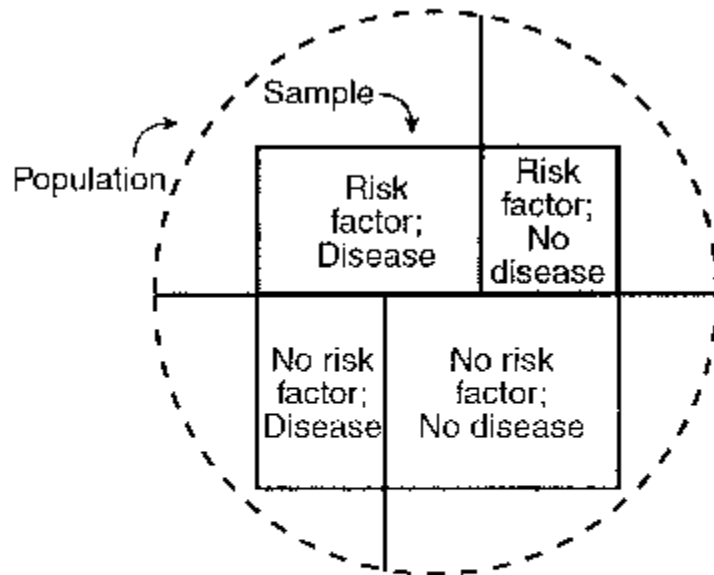 Sample
Population
Risk
factor;
Disease
Risk
factor;
No
disease
No risk
factor;
Disease
No risk
factor;
No disease